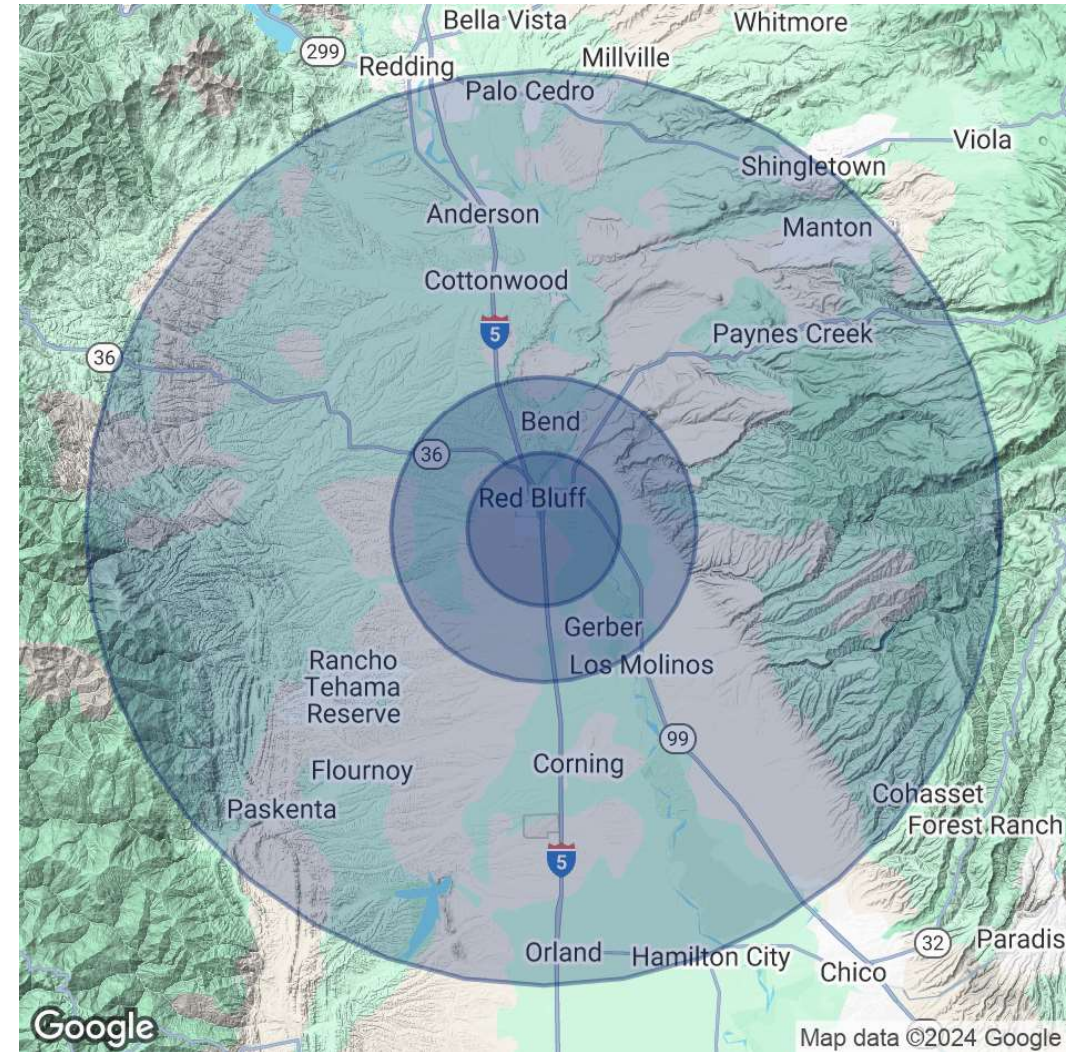 Bella Vista
Whitmore
299
Redding
Millville
Palo Cedro
Viola
Shingletown
Anderson
Manton
Cottonwood
5
Paynes Creek
36
Bend
36
Red Bluff
Gerber
Los Molinos
Rancho
Tehama
Reserve
99
Corning
Flournoy
Cohasset
Paskenta
Forest Ranch
5
32
Paradis
Orland
Hamilton City
Chico
Google
Map data ©2024 Google